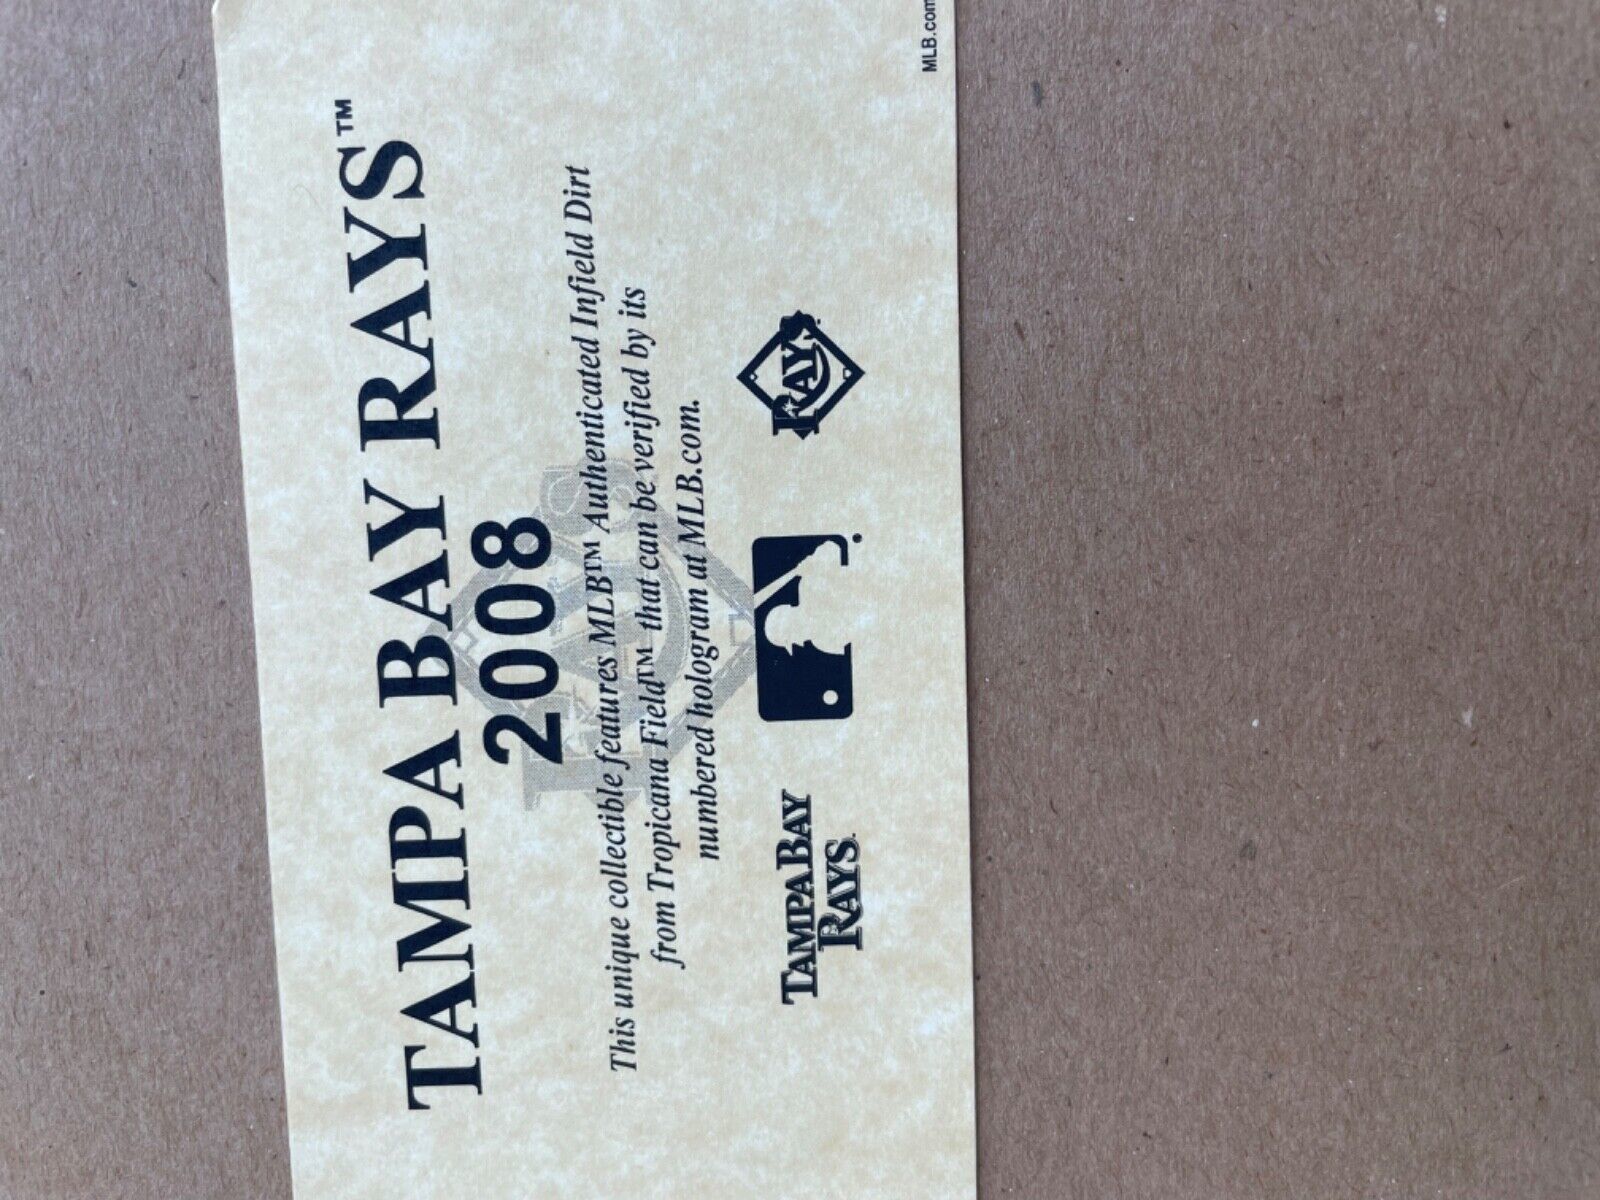 TAMPA BAY RAYS™
2008
This unique collectible features MLB™ Authenticated Infield Dirt
from Tropicana Field™ that can be verified by its
numbered hologram at MLB.com.
TAMPA BAY
RAYS
RAYS
MLB.com